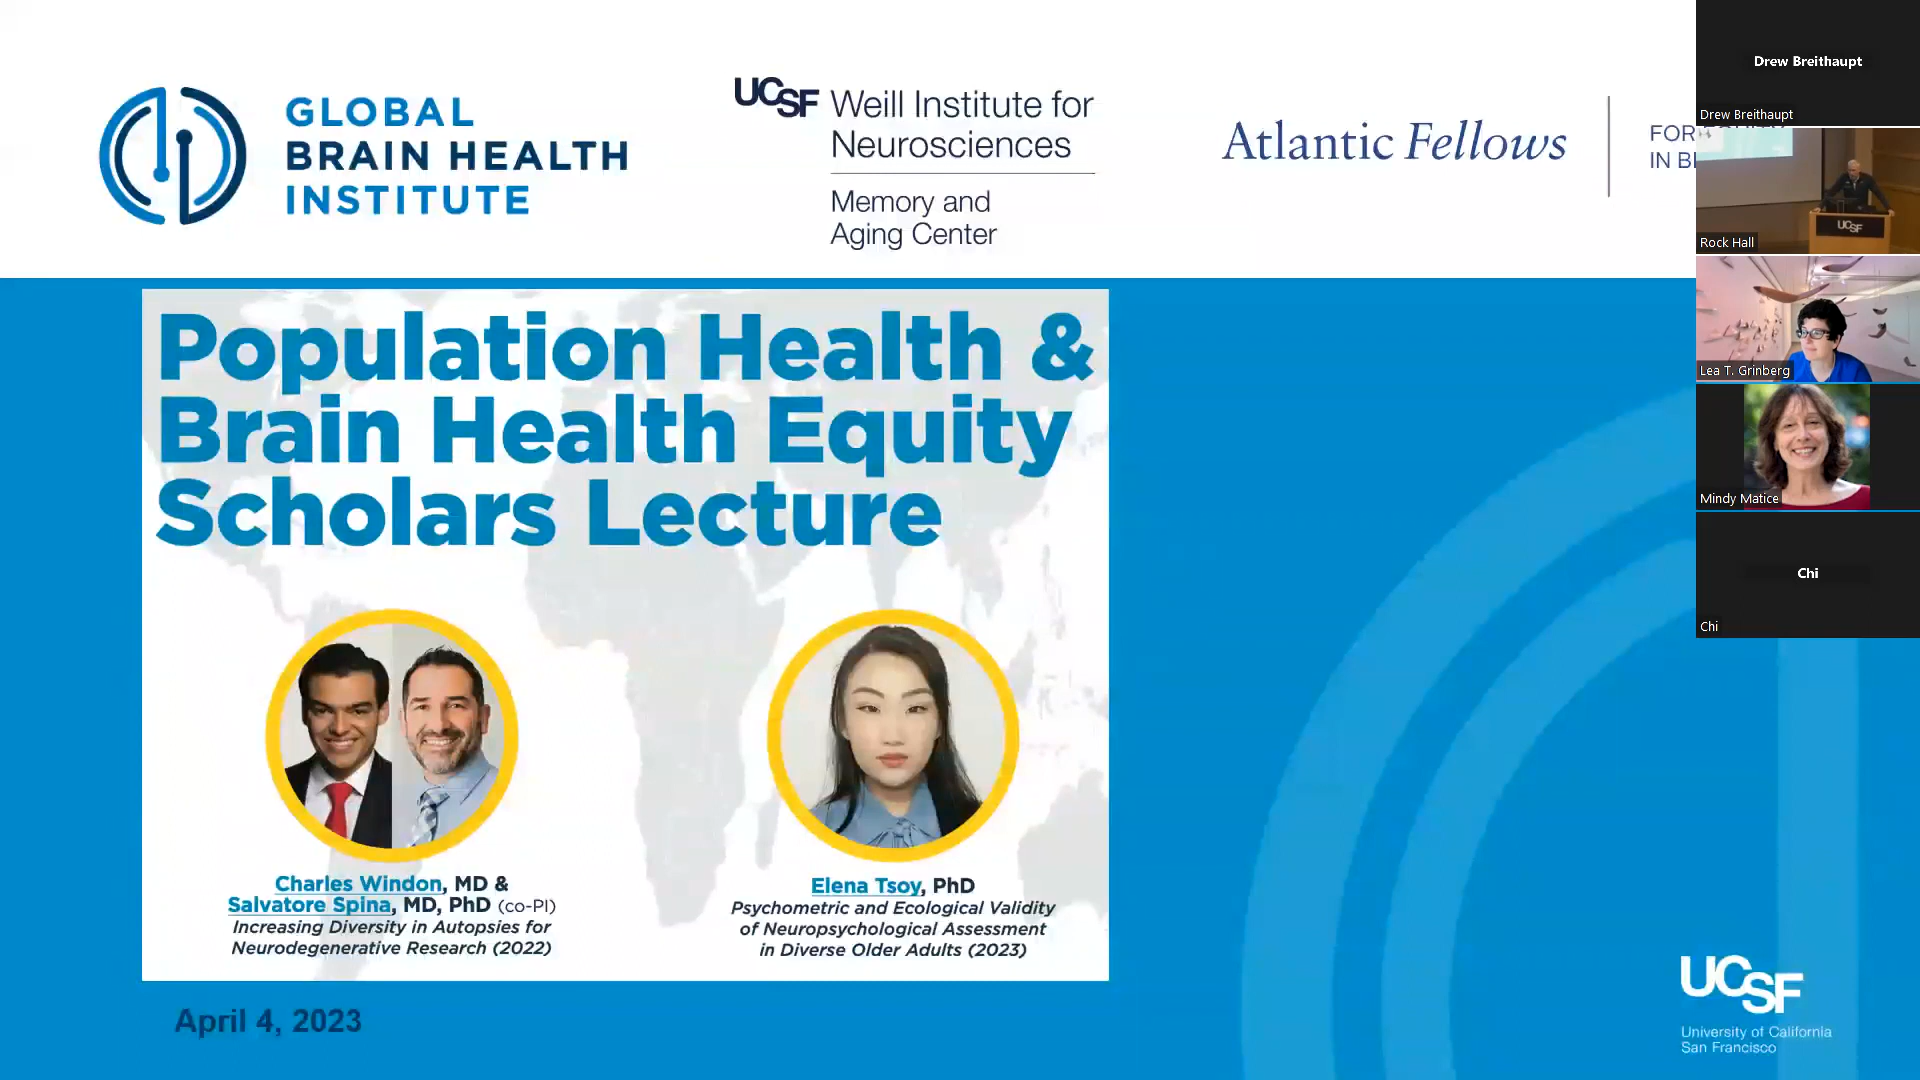 GLOBAL
BRAIN HEALTH
INSTITUTE
UCSF Weill Institute for
Neurosciences
Memory and
Aging Center
Atlantic Fellows
FOR
IN B
Population Health &
Brain Health Equity
Scholars Lecture
Charles Windon, MD &
Salvatore Spina, MD, PhD (co-PI)
Increasing Diversity in Autopsies for
Neurodegenerative Research (2022)
Elena Tsoy, PhD
Psychometric and Ecological Validity
of Neuropsychological Assessment
in Diverse Older Adults (2023)
April 4, 2023
UCSF
University of California
San Francisco
Drew Breithaupt
Drew Breithaupt
UCSF
Rock Hall
Lea T. Grinberg
Mindy Matice
Chi
Chi